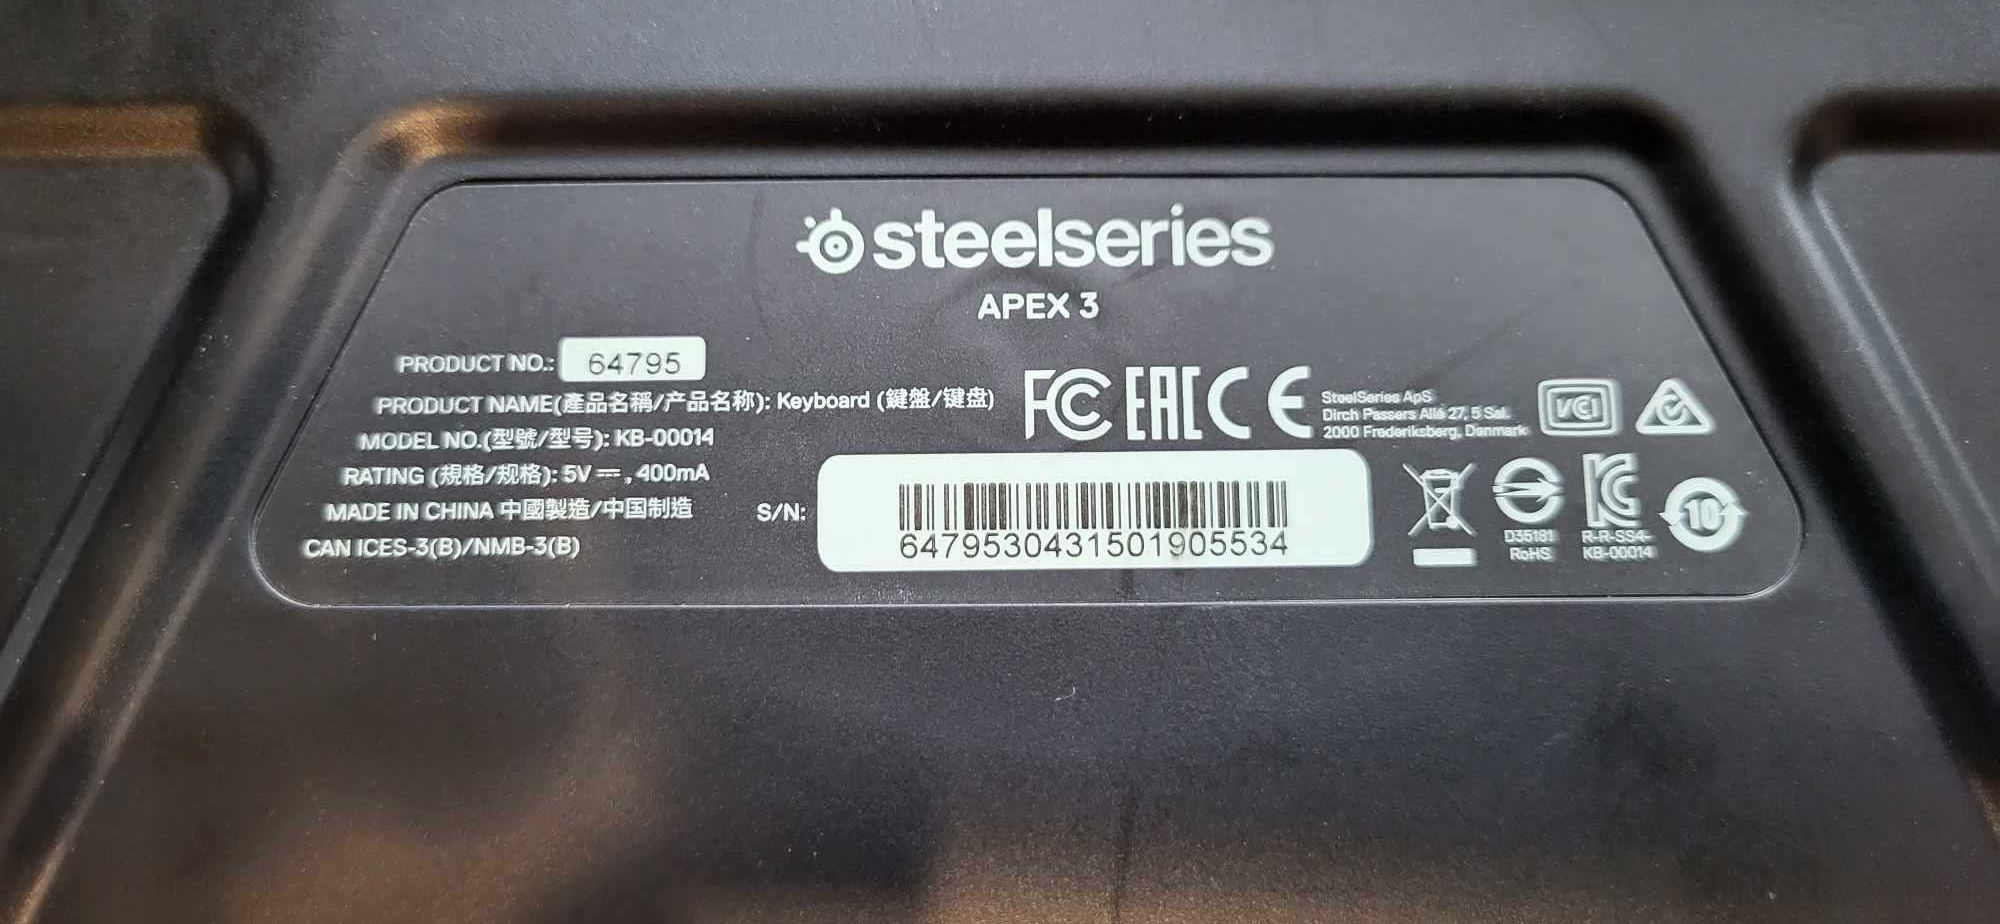 steelseries
APEX 3
PRODUCT NO.: 64795
PRODUCT NAME(產品名稱/产品名称): Keyboard (鍵盤/键盘)
MODEL NO.(型號/型号): KB-00014
RATING (規格/规格): 5V ⎓, 400mA
MADE IN CHINA 中國製造/中国制造
CAN ICES-3(B)/NMB-3(B)
FC EAC CE
SteelSeries ApS
Dirch Passers Allé 27, 5 Sal.
2000 Frederiksberg, Denmark
VCI
S/N: 6479530431501905534
D35181
RoHS
R-R-SS4-
KB-00014
10